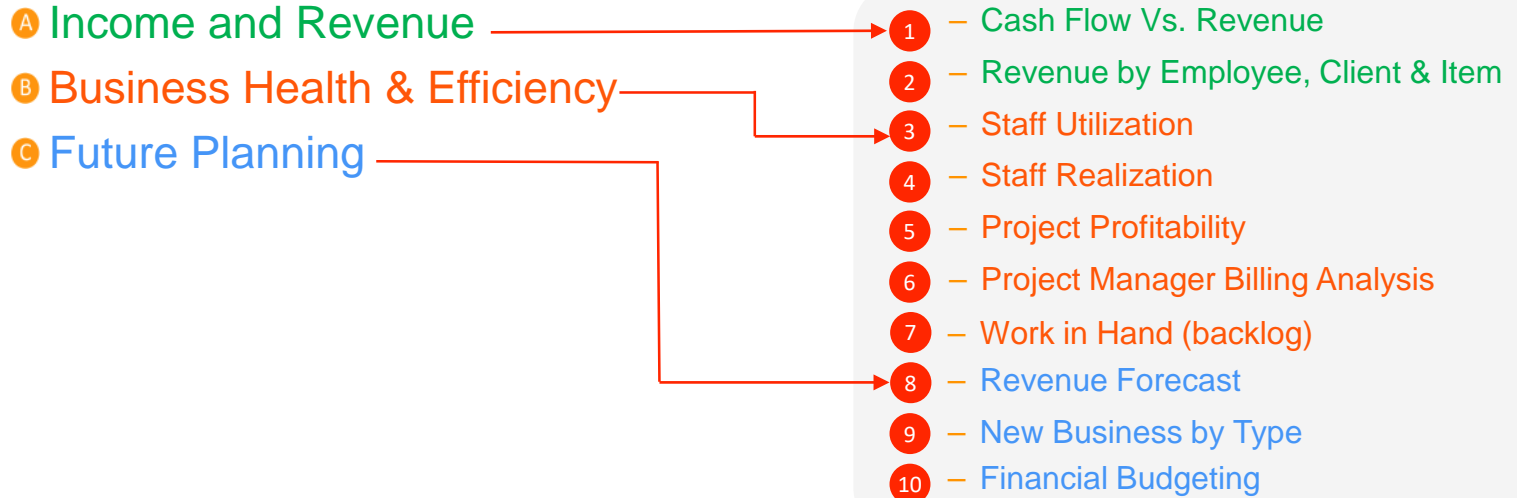 A Income and Revenue
B Business Health & Efficiency
C Future Planning
1 – Cash Flow Vs. Revenue
2 – Revenue by Employee, Client & Item
3 – Staff Utilization
4 – Staff Realization
5 – Project Profitability
6 – Project Manager Billing Analysis
7 – Work in Hand (backlog)
8 – Revenue Forecast
9 – New Business by Type
10 – Financial Budgeting